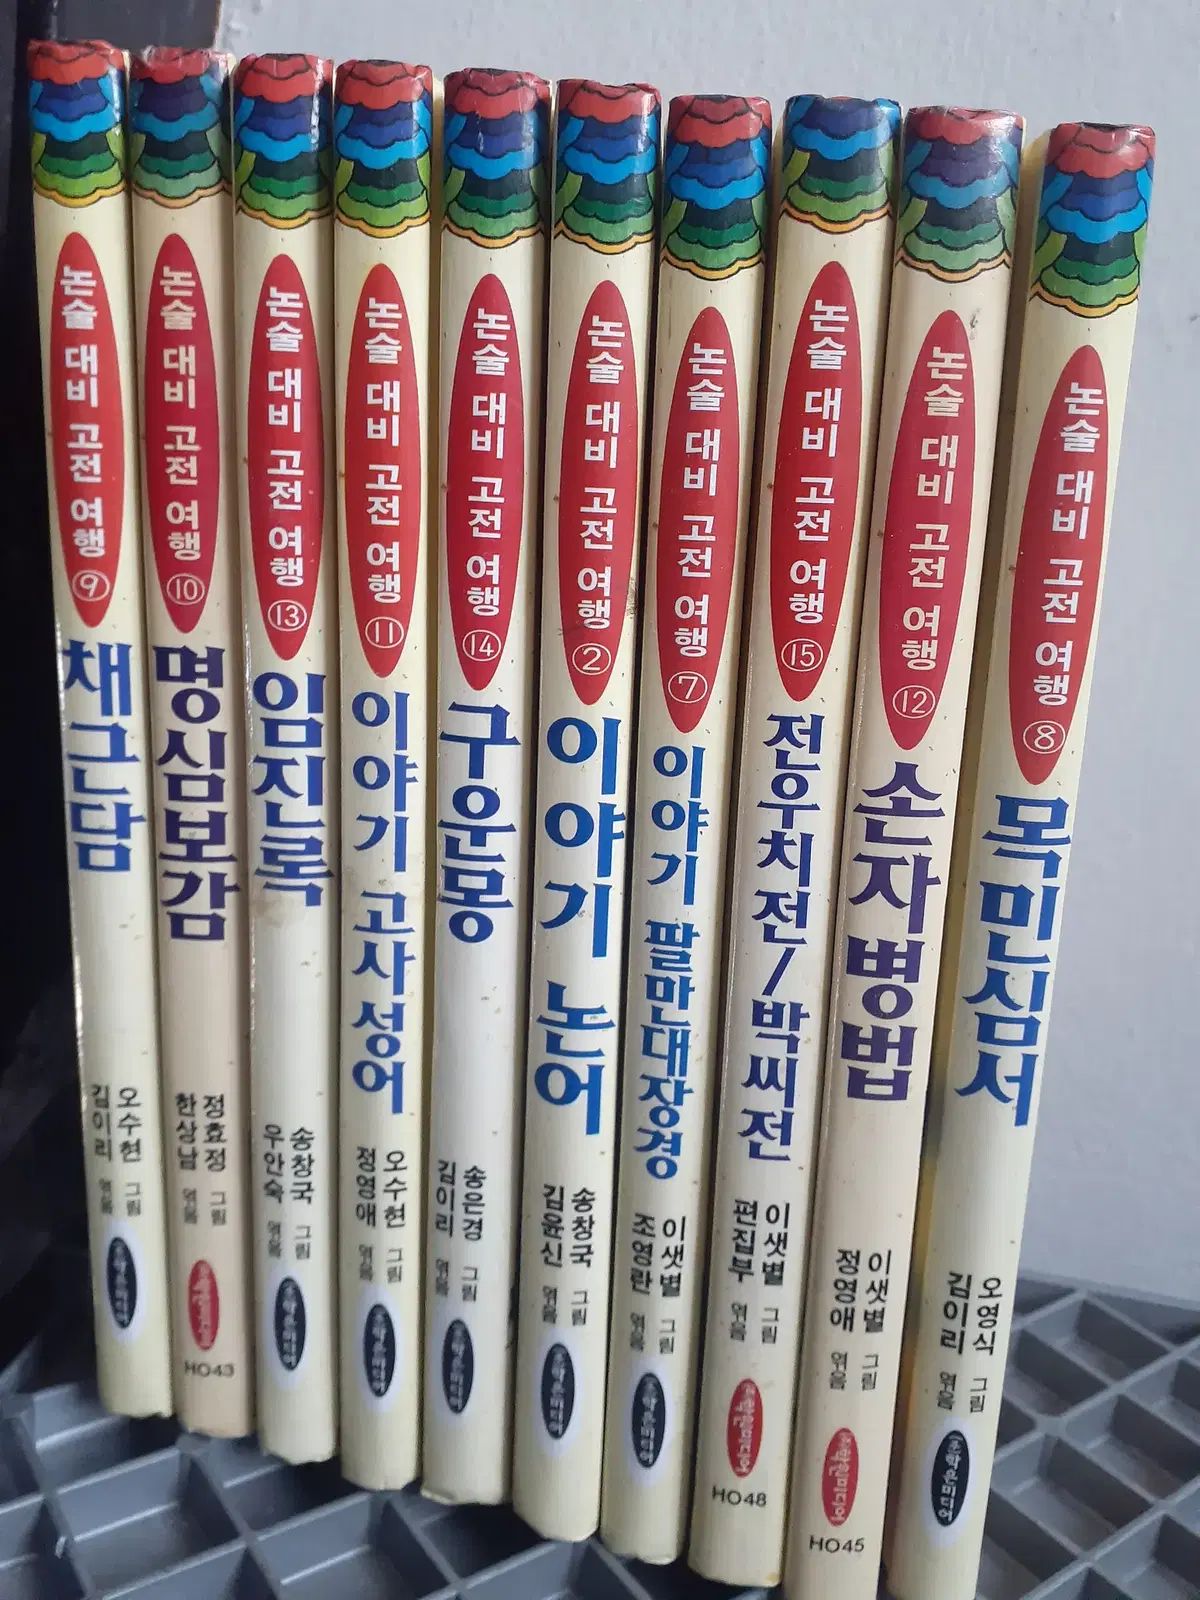 논술 대비 고전 여행 ⑨
채근담
오수현 그림
김이리 엮음
논술 대비 고전 여행 ⑩
명심보감
정효정 그림
한상남 엮음
HO43
논술 대비 고전 여행 ⑬
임진록
송창국 그림
우안숙 엮음
논술 대비 고전 여행 ⑪
이야기 고사성어
오수현 그림
정영애 엮음
논술 대비 고전 여행 ⑭
구운몽
송은경 그림
김이리 엮음
논술 대비 고전 여행 ②
이야기 논어
송창국 그림
김윤신 엮음
논술 대비 고전 여행 ⑦
이야기 팔만대장경
이샛별 그림
조영란 엮음
논술 대비 고전 여행 ⑮
전우치전/박씨전
이샛별 그림
편집부 엮음
HO48
논술 대비 고전 여행 ⑫
손자병법
이샛별 그림
정영애 엮음
HO45
논술 대비 고전 여행 ⑧
목민심서
오영식 그림
김이리 엮음